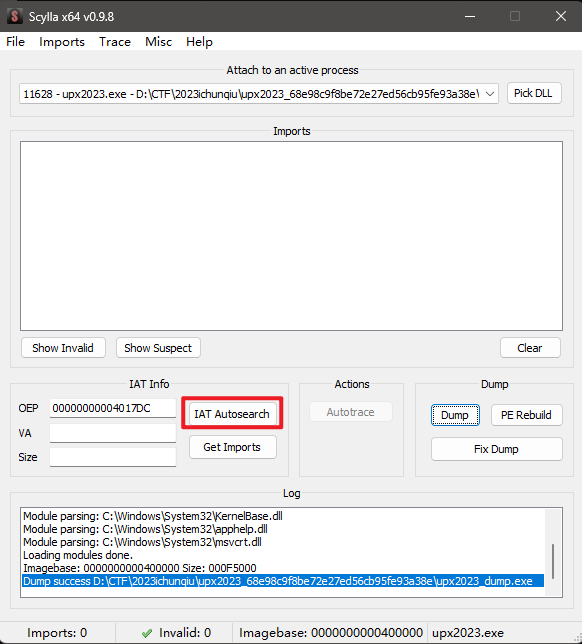 Scylla x64 v0.9.8
File Imports Trace Misc Help
Attach to an active process
11628 - upx2023.exe - D:\CTF\2023ichunqiu\upx2023_68e98c9f8be72e27ed56cb95fe93a38e\ Pick DLL
Imports
Show Invalid Show Suspect Clear
IAT Info Actions Dump
OEP 00000000004017DC IAT Autosearch Autotrace Dump PE Rebuild
VA
Size Get Imports Fix Dump
Log
Module parsing: C:\Windows\System32\KernelBase.dll
Module parsing: C:\Windows\System32\apphelp.dll
Module parsing: C:\Windows\System32\msvcrt.dll
Loading modules done.
Imagebase: 0000000000400000 Size: 000F5000
Dump success D:\CTF\2023ichunqiu\upx2023_68e98c9f8be72e27ed56cb95fe93a38e\upx2023_dump.exe
Imports: 0 Invalid: 0 Imagebase: 0000000000400000 upx2023.exe